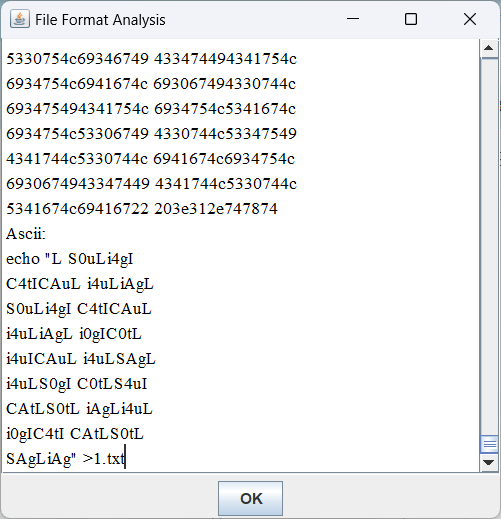 File Format Analysis
5330754c69346749 433474494341754c
6934754c6941674c 693067494330744c
693475494341754c 6934754c5341674c
6934754c53306749 4330744c53347549
4341744c5330744c 6941674c6934754c
6930674943347449 4341744c5330744c
5341674c69416722 203e312e747874
Ascii:
echo "L S0uLi4gI
C4tICAuL i4uLiAgL
S0uLi4gI C4tICAuL
i4uLiAgL i0gIC0tL
i4uICAuL i4uLSAgL
i4uLS0gI C0tLS4uI
CAtLS0tL iAgLi4uL
i0gIC4tI CAtLS0tL
SAgLiAg" >1.txt
OK